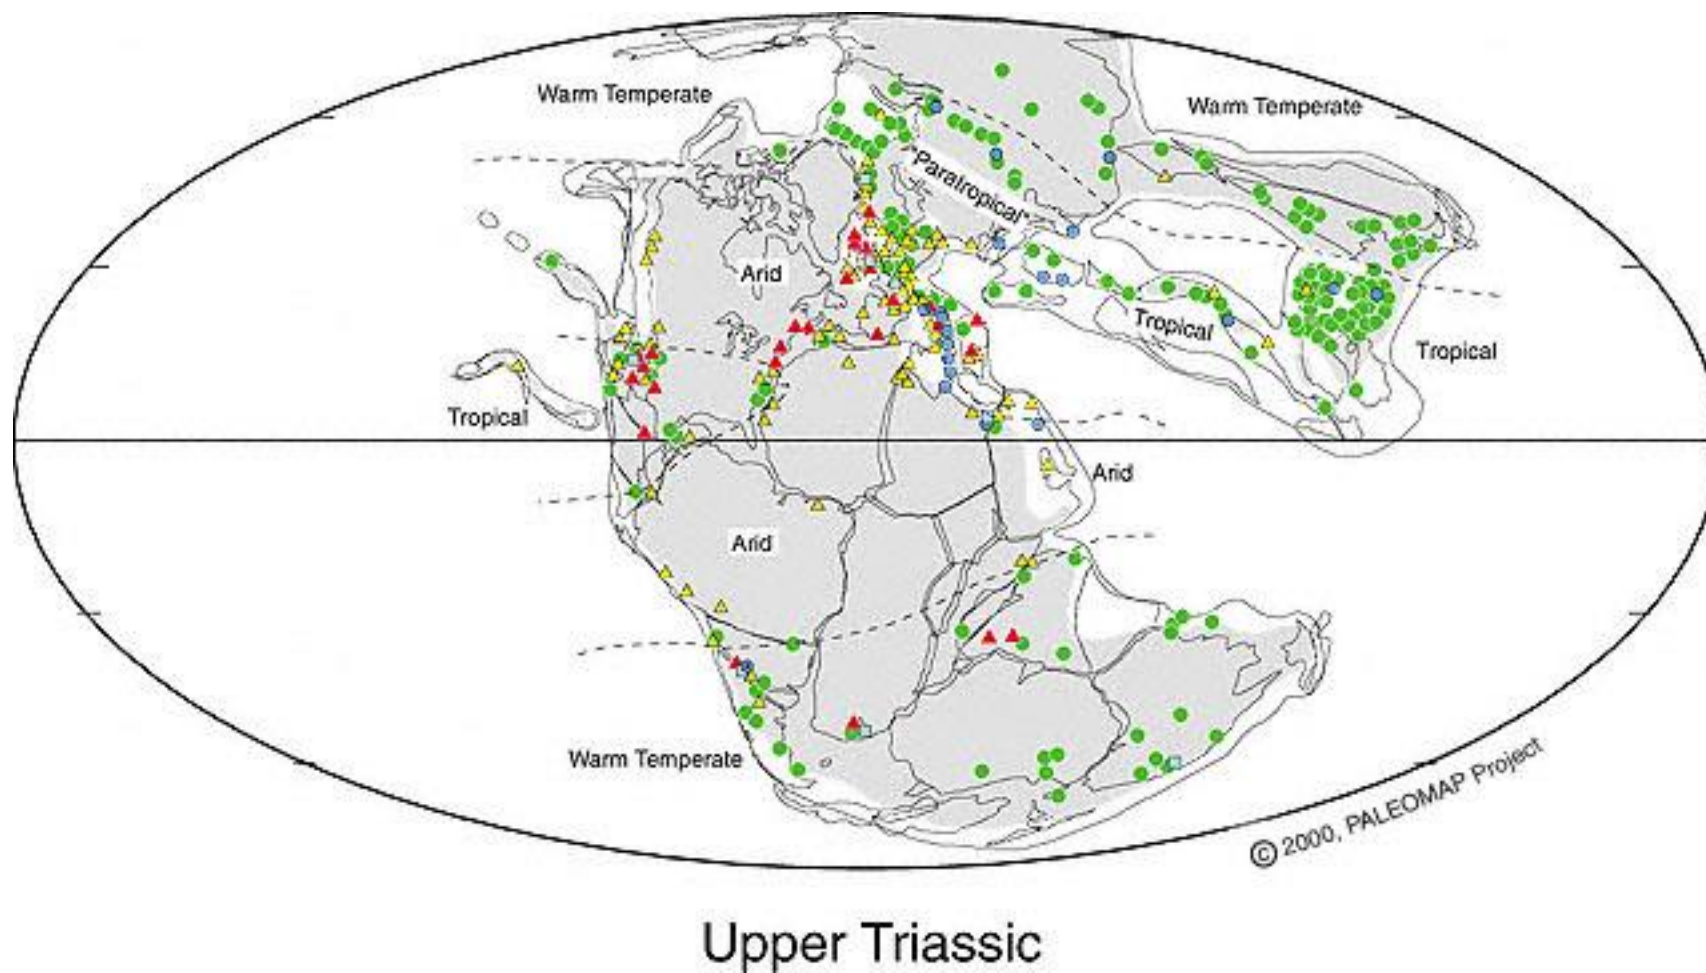 Warm Temperate
Warm Temperate
Paratropical"
Arid
Tropical
Tropical
Tropical
Arid
Arid
Warm Temperate
© 2000, PALEOMAP Project
Upper Triassic